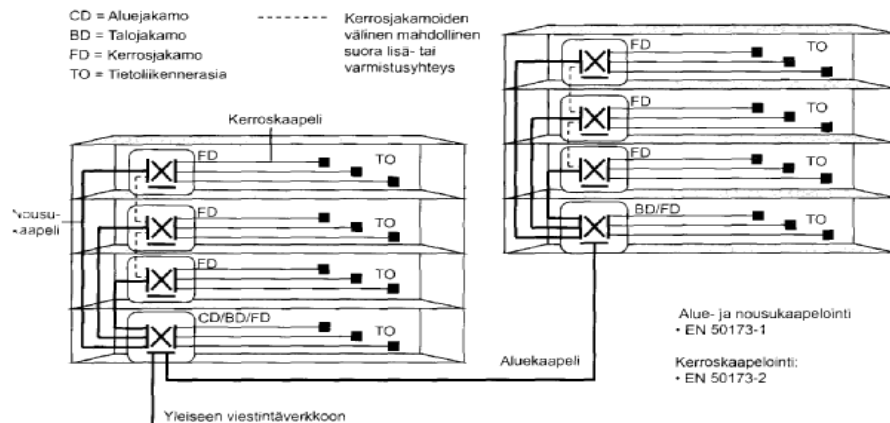 CD = Aluejakamo
BD = Talojakamo
FD = Kerrosjakamo
TO = Tietoliikennerasia
Kerrosjakamoiden
välinen mahdollinen
suora lisä- tai
varmistusyhteys
FD
TO
FD
TO
FD
TO
BD/FD
TO
Kerroskaapeli
FD
TO
Nousu-
kaapeli
FD
TO
FD
TO
CD/BD/FD
TO
Aluekaapeli
Yleiseen viestintäverkkoon
Alue- ja nousukaapelointi
• EN 50173-1
Kerroskaapelointi:
• EN 50173-2